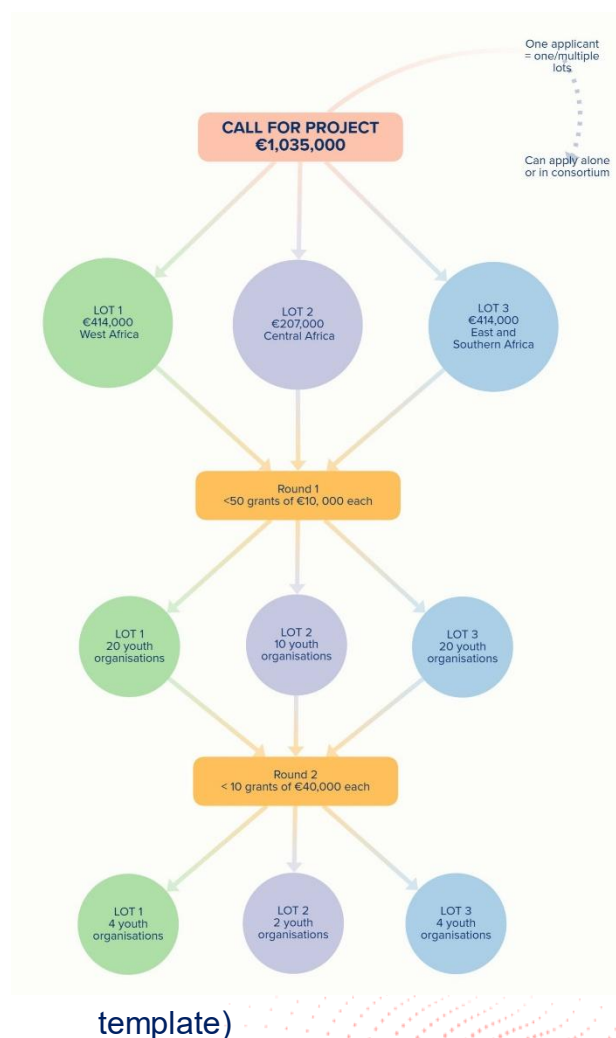 One applicant
= one/multiple
lots
CALL FOR PROJECT
€1,035,000
Can apply alone
or in consortium
LOT 1
€414,000
West Africa
LOT 2
€207,000
Central Africa
LOT 3
€414,000
East and
Southern Africa
Round 1
<50 grants of €10, 000 each
LOT 1
20 youth
organisations
LOT 2
10 youth
organisations
LOT 3
20 youth
organisations
Round 2
< 10 grants of €40,000 each
LOT 1
4 youth
organisations
LOT 2
2 youth
organisations
LOT 3
4 youth
organisations
template)